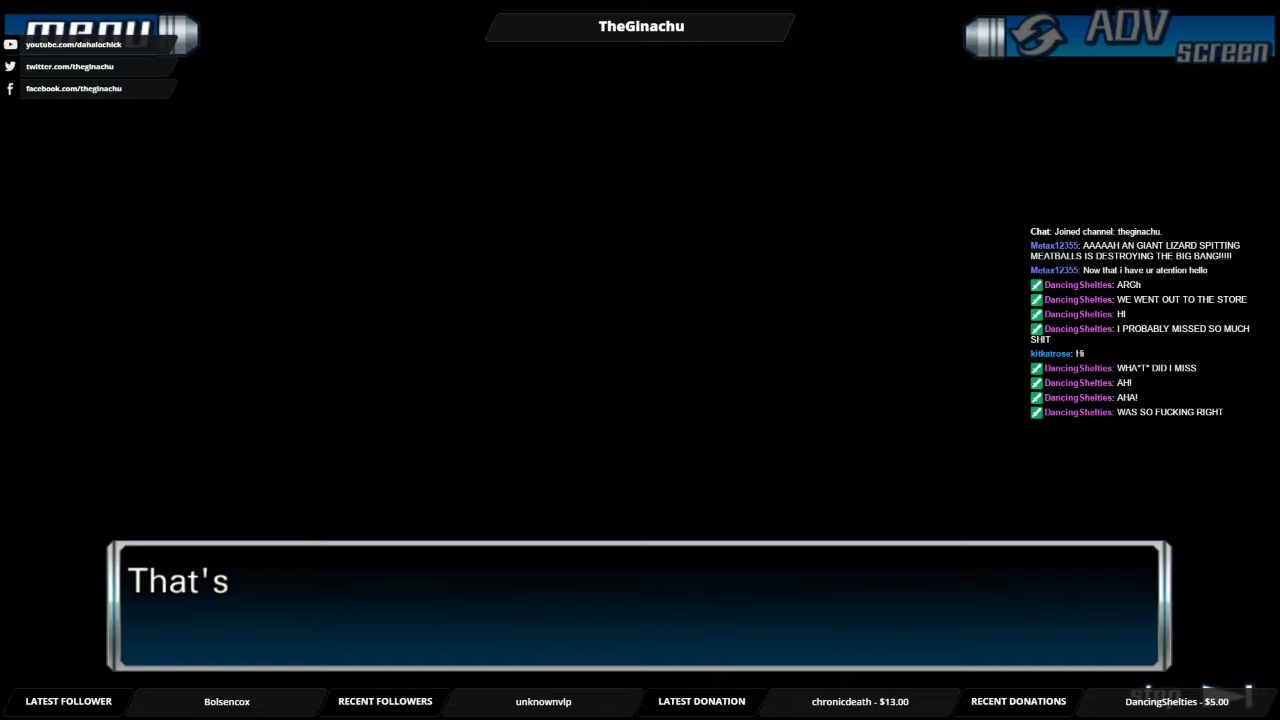 menu
TheGinachu
ADV
screen
youtube.com/dahalochick
twitter.com/theginachu
facebook.com/theginachu
Chat: Joined channel: theginachu.
Metax12355: AAAAAH AN GIANT LIZARD SPITTING
MEATBALLS IS DESTROYING THE BIG BANG!!!!!
Metax12355: Now that i have ur atention hello
DancingShelties: ARGh
DancingShelties: WE WENT OUT TO THE STORE
DancingShelties: HI
DancingShelties: I PROBABLY MISSED SO MUCH
SHIT
kitkatrose: Hi
DancingShelties: WHA*T* DID I MISS
DancingShelties: AH!
DancingShelties: AHA!
DancingShelties: WAS SO FUCKING RIGHT
That's
LATEST FOLLOWER
Bolsencox
RECENT FOLLOWERS
unknownvlp
LATEST DONATION
chronicdeath - $13.00
RECENT DONATIONS
DancingShelties - $5.00